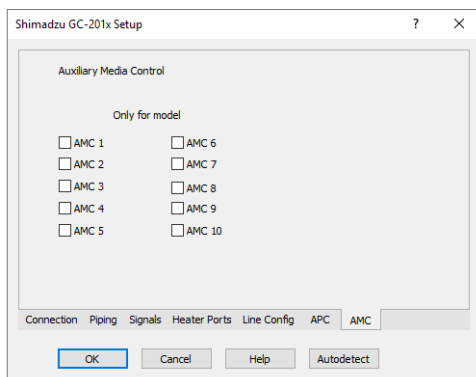 Shimadzu GC-201x Setup ? ×
Auxiliary Media Control
Only for model
AMC 1 AMC 6
AMC 2 AMC 7
AMC 3 AMC 8
AMC 4 AMC 9
AMC 5 AMC 10
Connection Piping Signals Heater Ports Line Config APC AMC
OK Cancel Help Autodetect